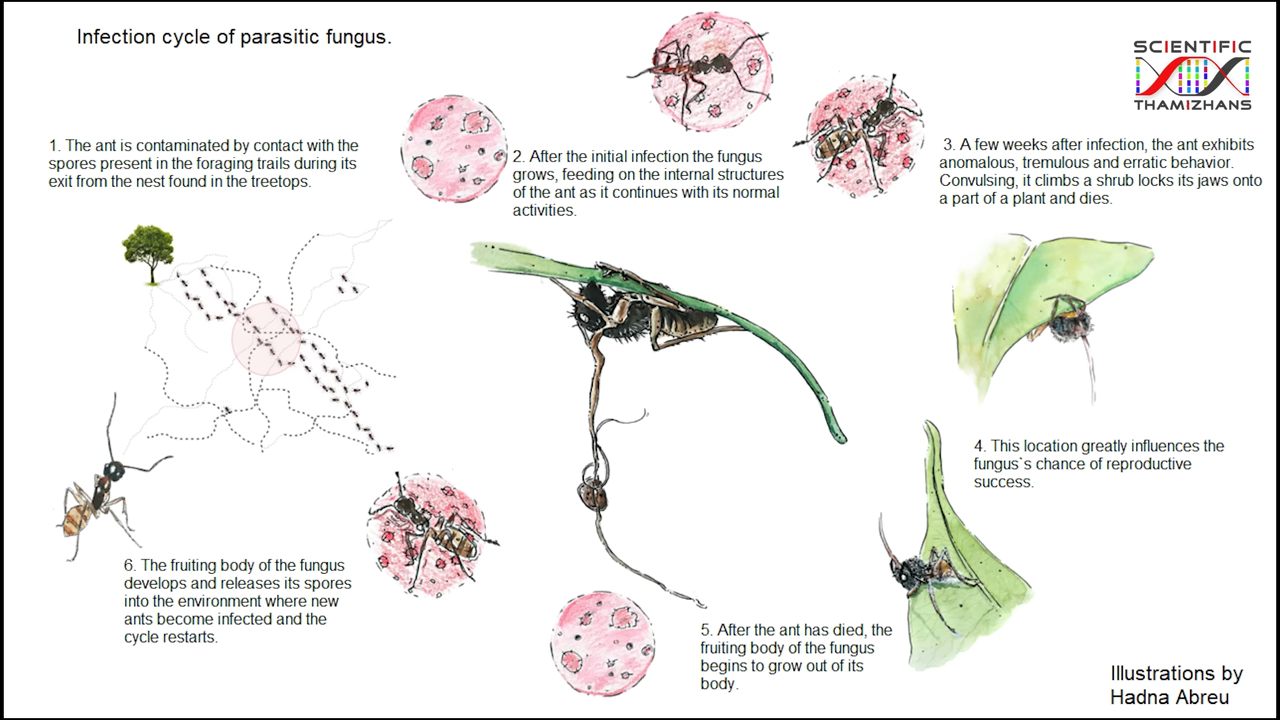 Infection cycle of parasitic fungus.
SCIENTIFIC
THAMIZHANS
1. The ant is contaminated by contact with the
spores present in the foraging trails during its
exit from the nest found in the treetops.
2. After the initial infection the fungus
grows, feeding on the internal structures
of the ant as it continues with its normal
activities.
3. A few weeks after infection, the ant exhibits
anomalous, tremulous and erratic behavior.
Convulsing, it climbs a shrub locks its jaws onto
a part of a plant and dies.
4. This location greatly influences the
fungus`s chance of reproductive
success.
5. After the ant has died, the
fruiting body of the fungus
begins to grow out of its
body.
6. The fruiting body of the fungus
develops and releases its spores
into the environment where new
ants become infected and the
cycle restarts.
Illustrations by
Hadna Abreu